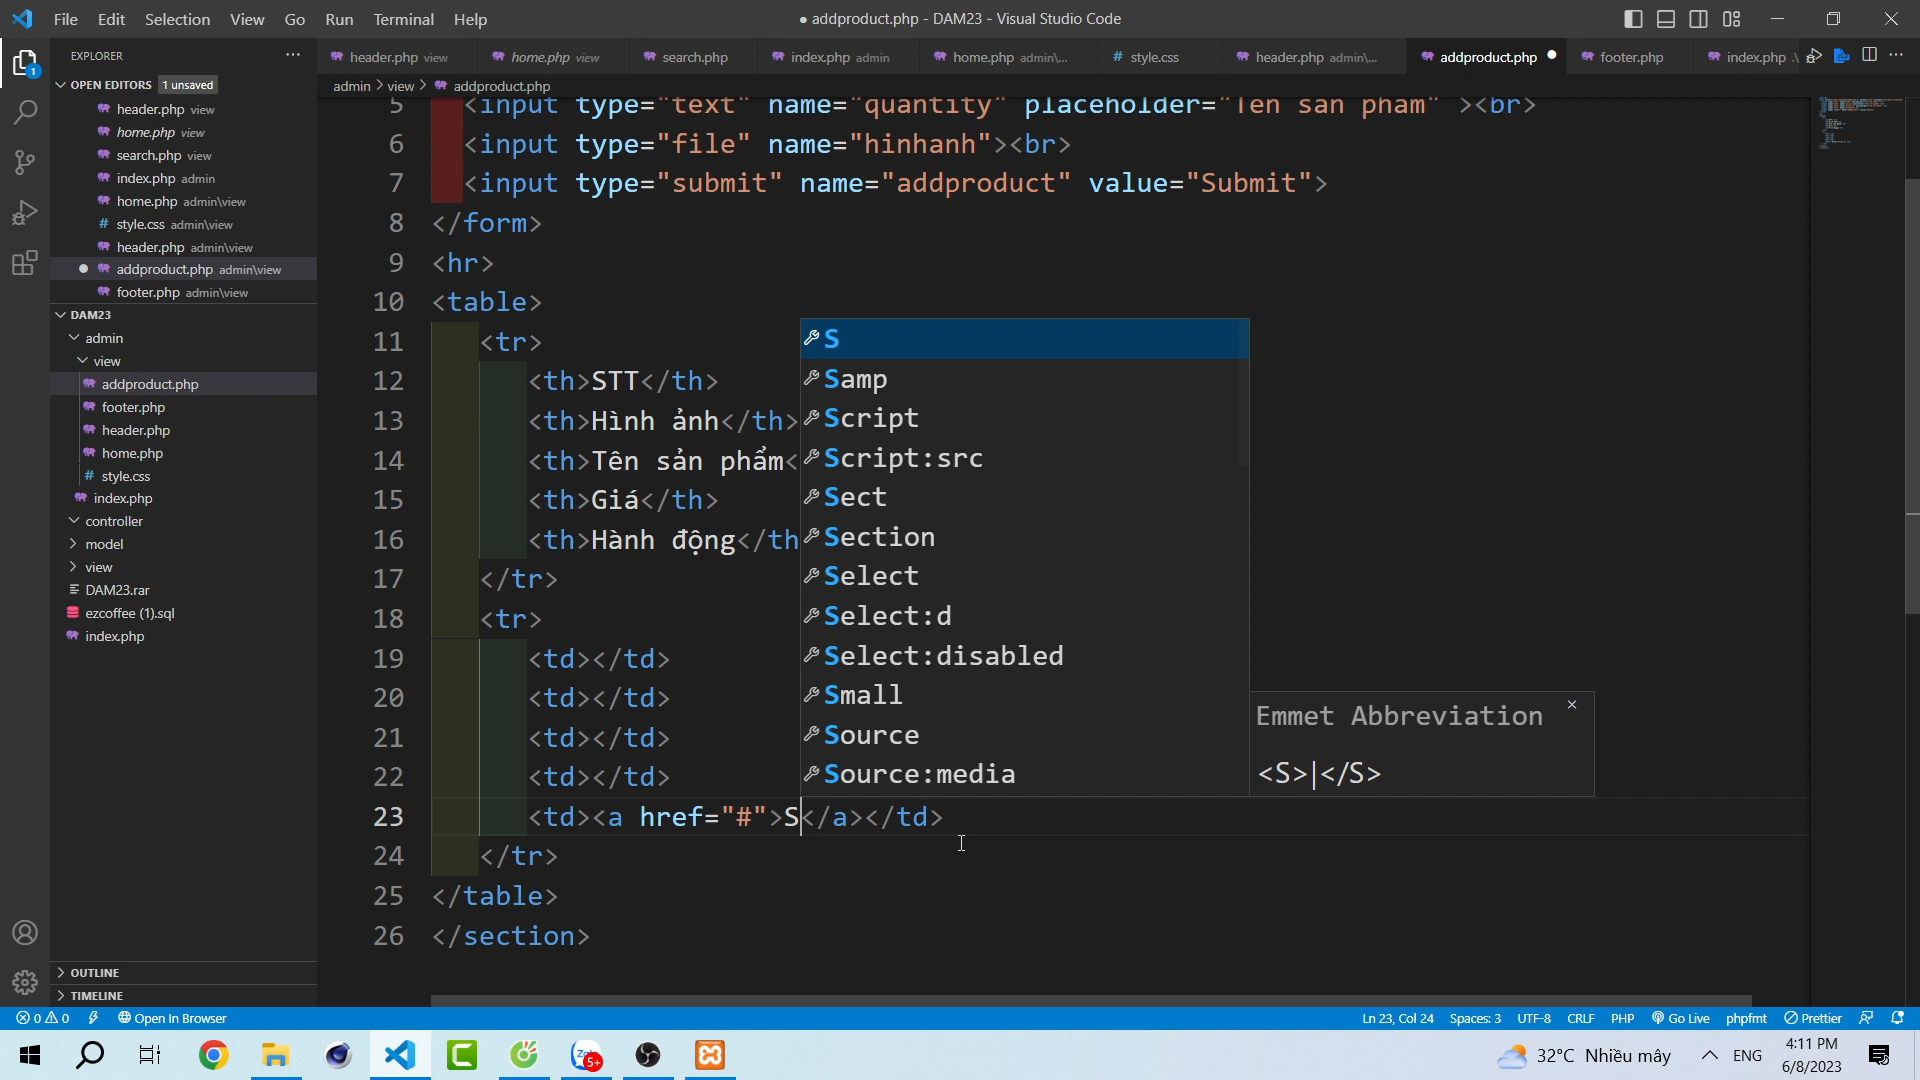 File Edit Selection View Go Run Terminal Help
● addproduct.php - DAM23 - Visual Studio Code
EXPLORER
header.php view
home.php view
search.php
index.php admin
home.php admin\...
# style.css
header.php admin\...
addproduct.php ●
footer.php
index.php .\
OPEN EDITORS 1 unsaved
admin > view > addproduct.php
header.php view
home.php view
search.php view
index.php admin
home.php admin\view
# style.css admin\view
header.php admin\view
● addproduct.php admin\view
footer.php admin\view
DAM23
admin
view
addproduct.php
footer.php
header.php
home.php
# style.css
index.php
controller
model
view
DAM23.rar
ezcoffee (1).sql
index.php
OUTLINE
TIMELINE
5 <input type="text" name="quantity" placeholder="Tên sản phẩm" ><br>
6 <input type="file" name="hinhanh"><br>
7 <input type="submit" name="addproduct" value="Submit">
8 </form>
9 <hr>
10 <table>
11 <tr>
12 <th>STT</th>
13 <th>Hình ảnh</th>
14 <th>Tên sản phẩm<
15 <th>Giá</th>
16 <th>Hành động</th
17 </tr>
18 <tr>
19 <td></td>
20 <td></td>
21 <td></td>
22 <td></td>
23 <td><a href="#">S</a></td>
24 </tr>
25 </table>
26 </section>
S
Samp
Script
Script:src
Sect
Section
Select
Select:d
Select:disabled
Small
Source
Source:media
Emmet Abbreviation
<S>|</S>
0 0 Open In Browser
Ln 23, Col 24 Spaces: 3 UTF-8 CRLF PHP Go Live phpfmt Prettier
5+
32°C Nhiều mây ENG
4:11 PM
6/8/2023